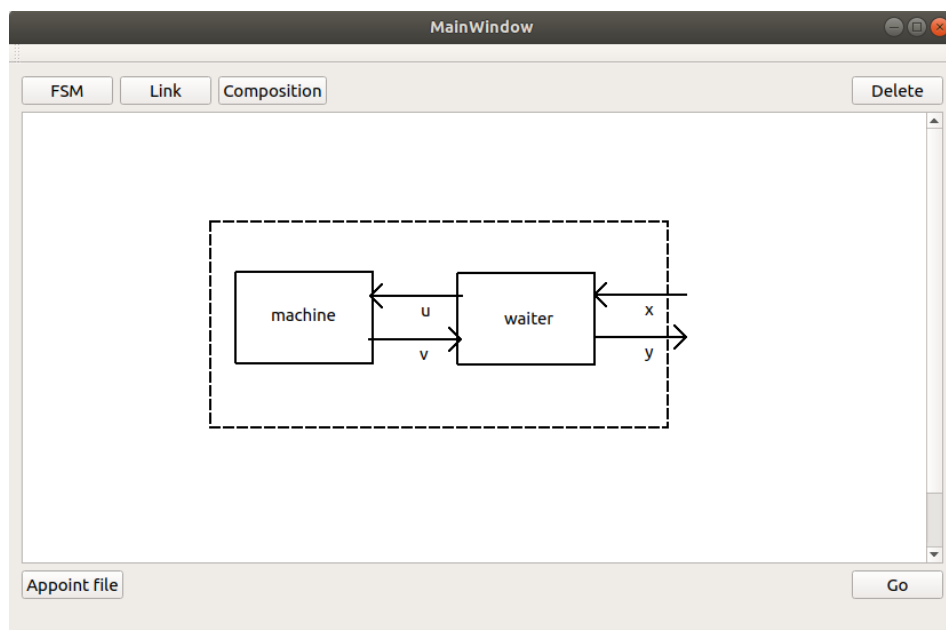 MainWindow
FSM Link Composition Delete
machine u waiter x
v y
Appoint file Go